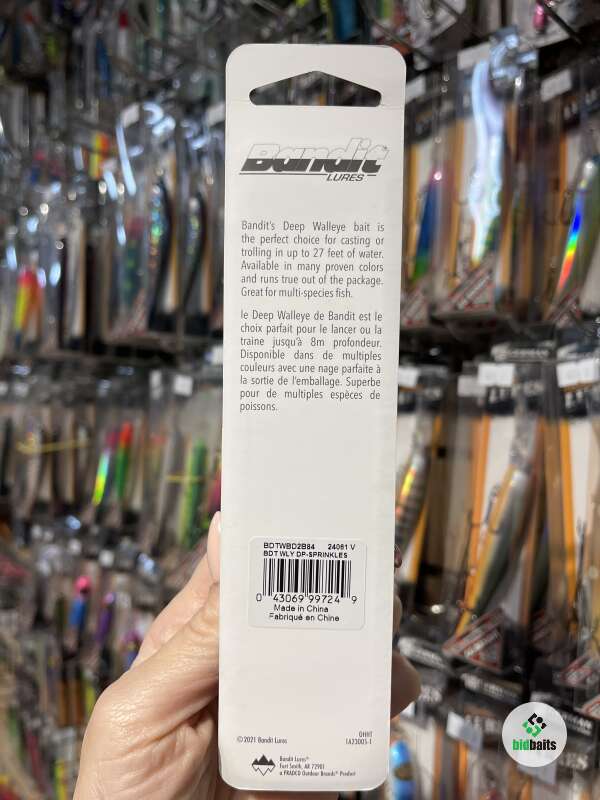 Bandit
LURES
Bandit's Deep Walleye bait is
the perfect choice for casting or
trolling in up to 27 feet of water.
Available in many proven colors
and runs true out of the package.
Great for multi-species fish.
le Deep Walleye de Bandit est le
choix parfait pour le lancer ou la
traine jusqu'à 8m profondeur.
Disponible dans de multiples
couleurs avec une nage parfaite à
la sortie de l'emballage. Superbe
pour de multiples espèces de
poissons.
BDTWBD2B84 24061 V
BDT WLY DP-SPRINKLES
0 43069 99724 9
Made in China
Fabriqué en Chine
©2021 Bandit Lures
OHHT
1A23005-1
Bandit Lures®
Fort Smith, AR 72901
a PRADCO Outdoor Brands® Product
bidbaits